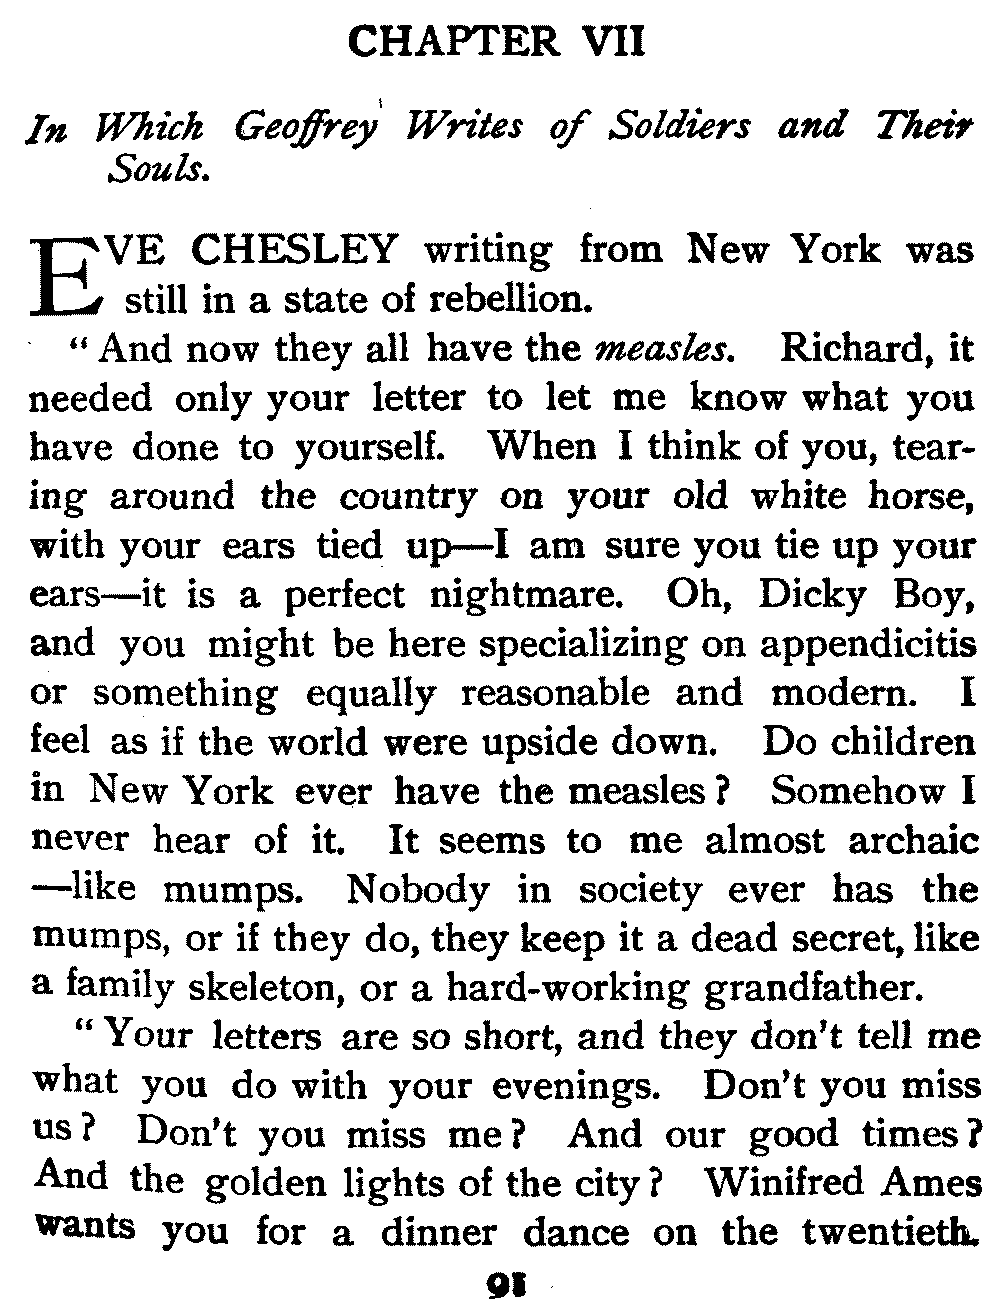 CHAPTER VII
In Which Geoffrey Writes of Soldiers and Their
Souls.
EVE CHESLEY writing from New York was
still in a state of rebellion.
“And now they all have the measles. Richard, it
needed only your letter to let me know what you
have done to yourself. When I think of you, tear-
ing around the country on your old white horse,
with your ears tied up—I am sure you tie up your
ears—it is a perfect nightmare. Oh, Dicky Boy,
and you might be here specializing on appendicitis
or something equally reasonable and modern. I
feel as if the world were upside down. Do children
in New York ever have the measles? Somehow I
never hear of it. It seems to me almost archaic
—like mumps. Nobody in society ever has the
mumps, or if they do, they keep it a dead secret, like
a family skeleton, or a hard-working grandfather.
“Your letters are so short, and they don't tell me
what you do with your evenings. Don't you miss
us? Don't you miss me? And our good times?
And the golden lights of the city? Winifred Ames
wants you for a dinner dance on the twentieth.
91